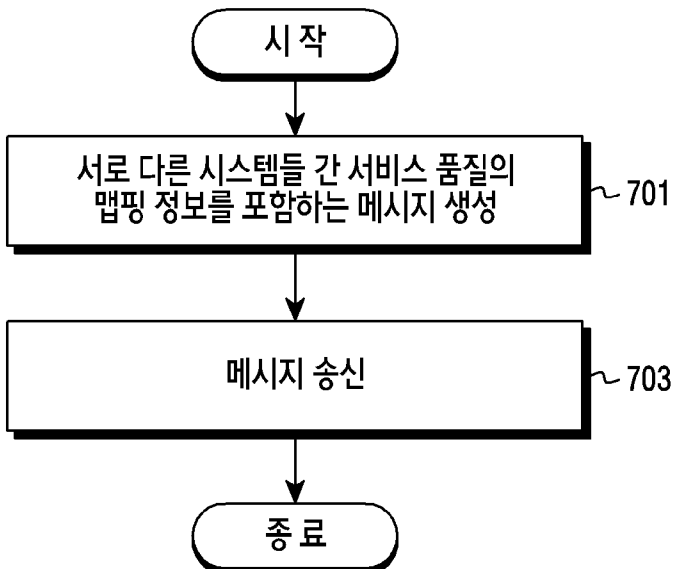 시 작
서로 다른 시스템들 간 서비스 품질의
맵핑 정보를 포함하는 메시지 생성
701
메시지 송신
703
종 료